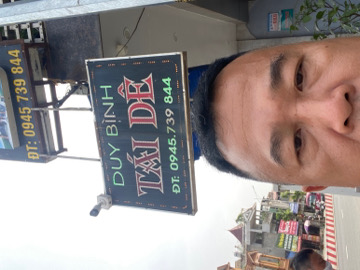 DUY BÌNH
TÁI DÊ
ĐT: 0945.739 844
ĐT: 0945 739 844